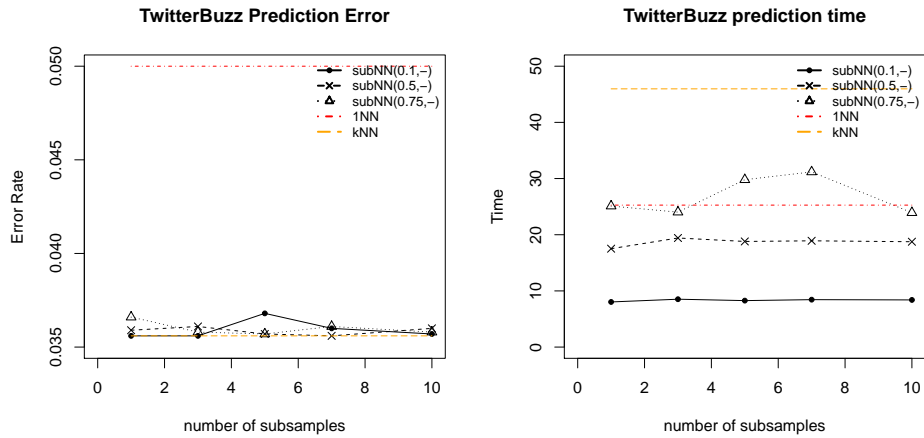 TwitterBuzz Prediction Error
Error Rate
0.050
0.045
0.040
0.035
subNN(0.1,−)
subNN(0.5,−)
subNN(0.75,−)
1NN
kNN
0 2 4 6 8 10
number of subsamples
TwitterBuzz prediction time
Time
50
40
30
20
10
0
subNN(0.1,−)
subNN(0.5,−)
subNN(0.75,−)
1NN
kNN
0 2 4 6 8 10
number of subsamples